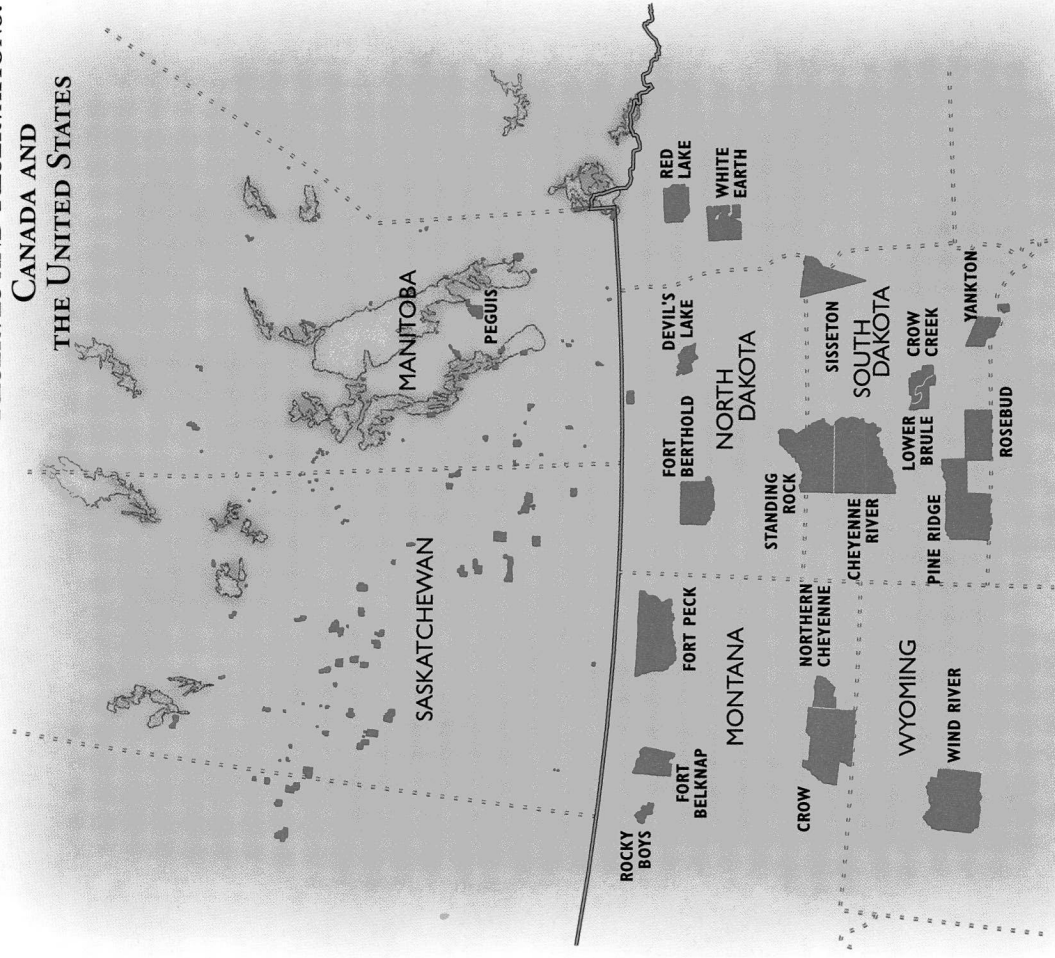 CANADA AND
THE UNITED STATES
MANITOBA
PEGUIS
SASKATCHEWAN
RED
LAKE
WHITE
EARTH
DEVIL'S
LAKE
NORTH
DAKOTA
FORT
BERTHOLD
SISSETON
SOUTH
DAKOTA
CROW
CREEK
YANKTON
LOWER
BRULE
ROSEBUD
STANDING
ROCK
CHEYENNE
RIVER
PINE RIDGE
FORT PECK
MONTANA
NORTHERN
CHEYENNE
FORT
BELKNAP
ROCKY
BOYS
CROW
WYOMING
WIND RIVER